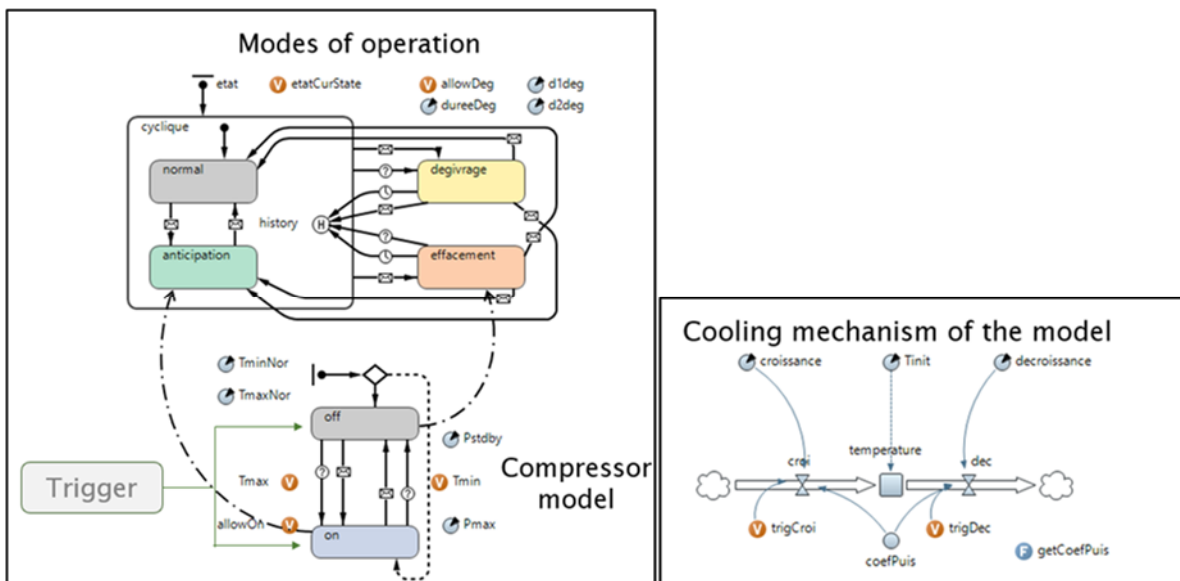 Modes of operation
etat
etatCurState
V
allowDeg
V
d1deg
dureeDeg
d2deg
cyclique
normal
degivrage
?
history
H
?
anticipation
effacement
TminNor
TmaxNor
off
Pstdby
Trigger
Tmax
V
?
?
V
Tmin
Compressor
model
allowOn
V
on
Pmax
Cooling mechanism of the model
croissance
Tinit
decroissance
croi
temperature
dec
V
trigCroi
V
trigDec
coefPuis
F
getCoefPuis